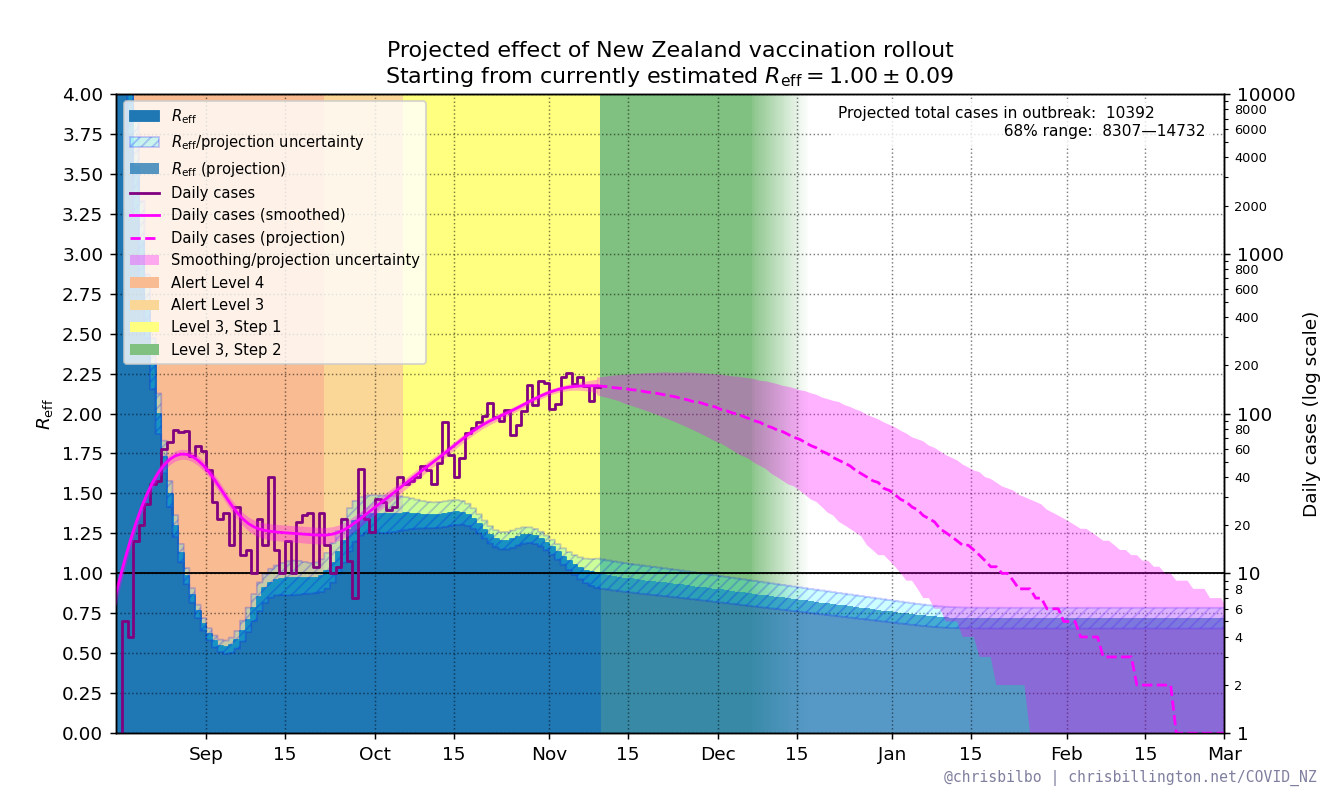 Projected effect of New Zealand vaccination rollout
Starting from currently estimated R_eff = 1.00 ± 0.09
Projected total cases in outbreak: 10392
68% range: 8307—14732
R_eff
R_eff/projection uncertainty
R_eff (projection)
Daily cases
Daily cases (smoothed)
Daily cases (projection)
Smoothing/projection uncertainty
Alert Level 4
Alert Level 3
Level 3, Step 1
Level 3, Step 2
R_eff
4.00
3.75
3.50
3.25
3.00
2.75
2.50
2.25
2.00
1.75
1.50
1.25
1.00
0.75
0.50
0.25
0.00
10000
8000
6000
4000
2000
1000
800
600
400
200
100
80
60
40
20
10
8
6
4
2
1
Daily cases (log scale)
Sep 15 Oct 15 Nov 15 Dec 15 Jan 15 Feb 15 Mar
@chrisbilbo | chrisbillington.net/COVID_NZ